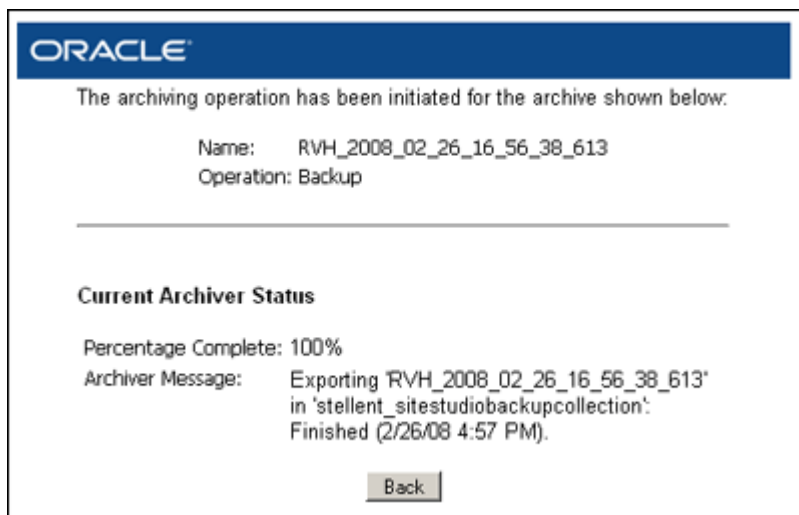 ORACLE
The archiving operation has been initiated for the archive shown below:
Name: RVH_2008_02_26_16_56_38_613
Operation: Backup
Current Archiver Status
Percentage Complete: 100%
Archiver Message: Exporting 'RVH_2008_02_26_16_56_38_613'
in 'stellent_sitestudiobackupcollection':
Finished (2/26/08 4:57 PM).
Back